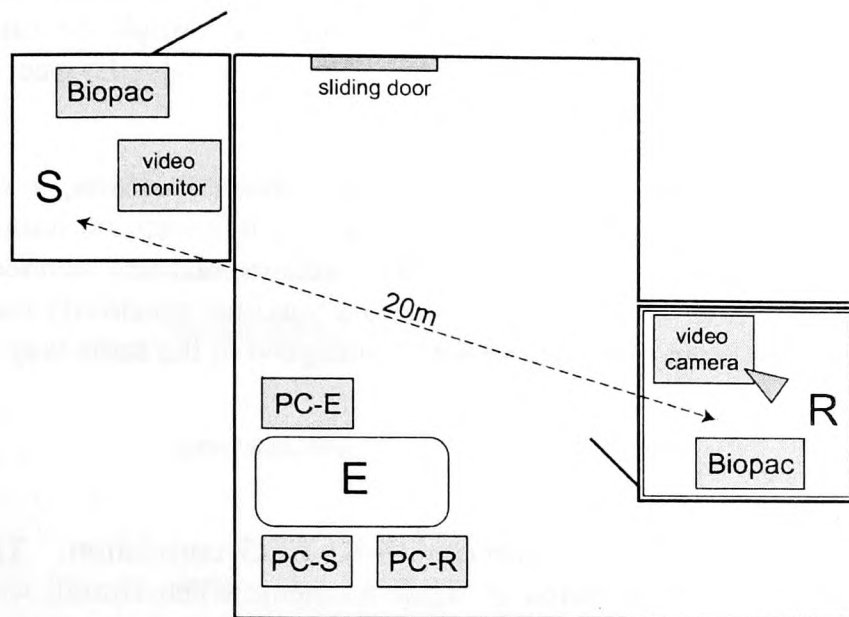 Biopac
sliding door
video
monitor
S
20m
video
camera
R
PC-E
Biopac
E
PC-S
PC-R